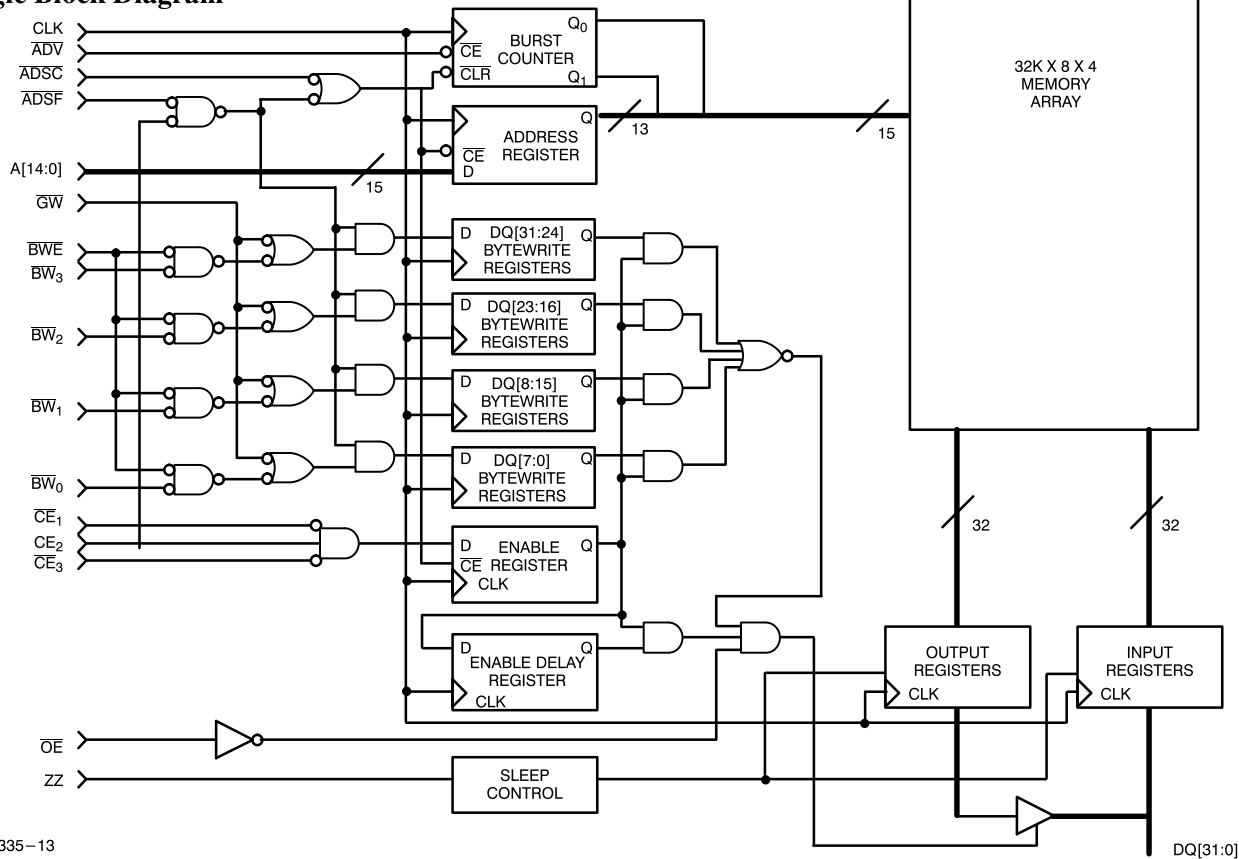 gic Block Diagram
CLK
ADV
ADSC
ADSF
A[14:0]
GW
BWE
BW3
BW2
BW1
BW0
CE1
CE2
CE3
OE
ZZ
BURST
COUNTER
CE
CLR
Q0
Q1
ADDRESS
REGISTER
CE
D
Q
15
13
15
32K X 8 X 4
MEMORY
ARRAY
D DQ[31:24] Q
BYTEWRITE
REGISTERS
D DQ[23:16] Q
BYTEWRITE
REGISTERS
D DQ[8:15] Q
BYTEWRITE
REGISTERS
D DQ[7:0] Q
BYTEWRITE
REGISTERS
D ENABLE Q
CE REGISTER
CLK
D Q
ENABLE DELAY
REGISTER
CLK
SLEEP
CONTROL
32
32
OUTPUT
REGISTERS
CLK
INPUT
REGISTERS
CLK
335−13
DQ[31:0]